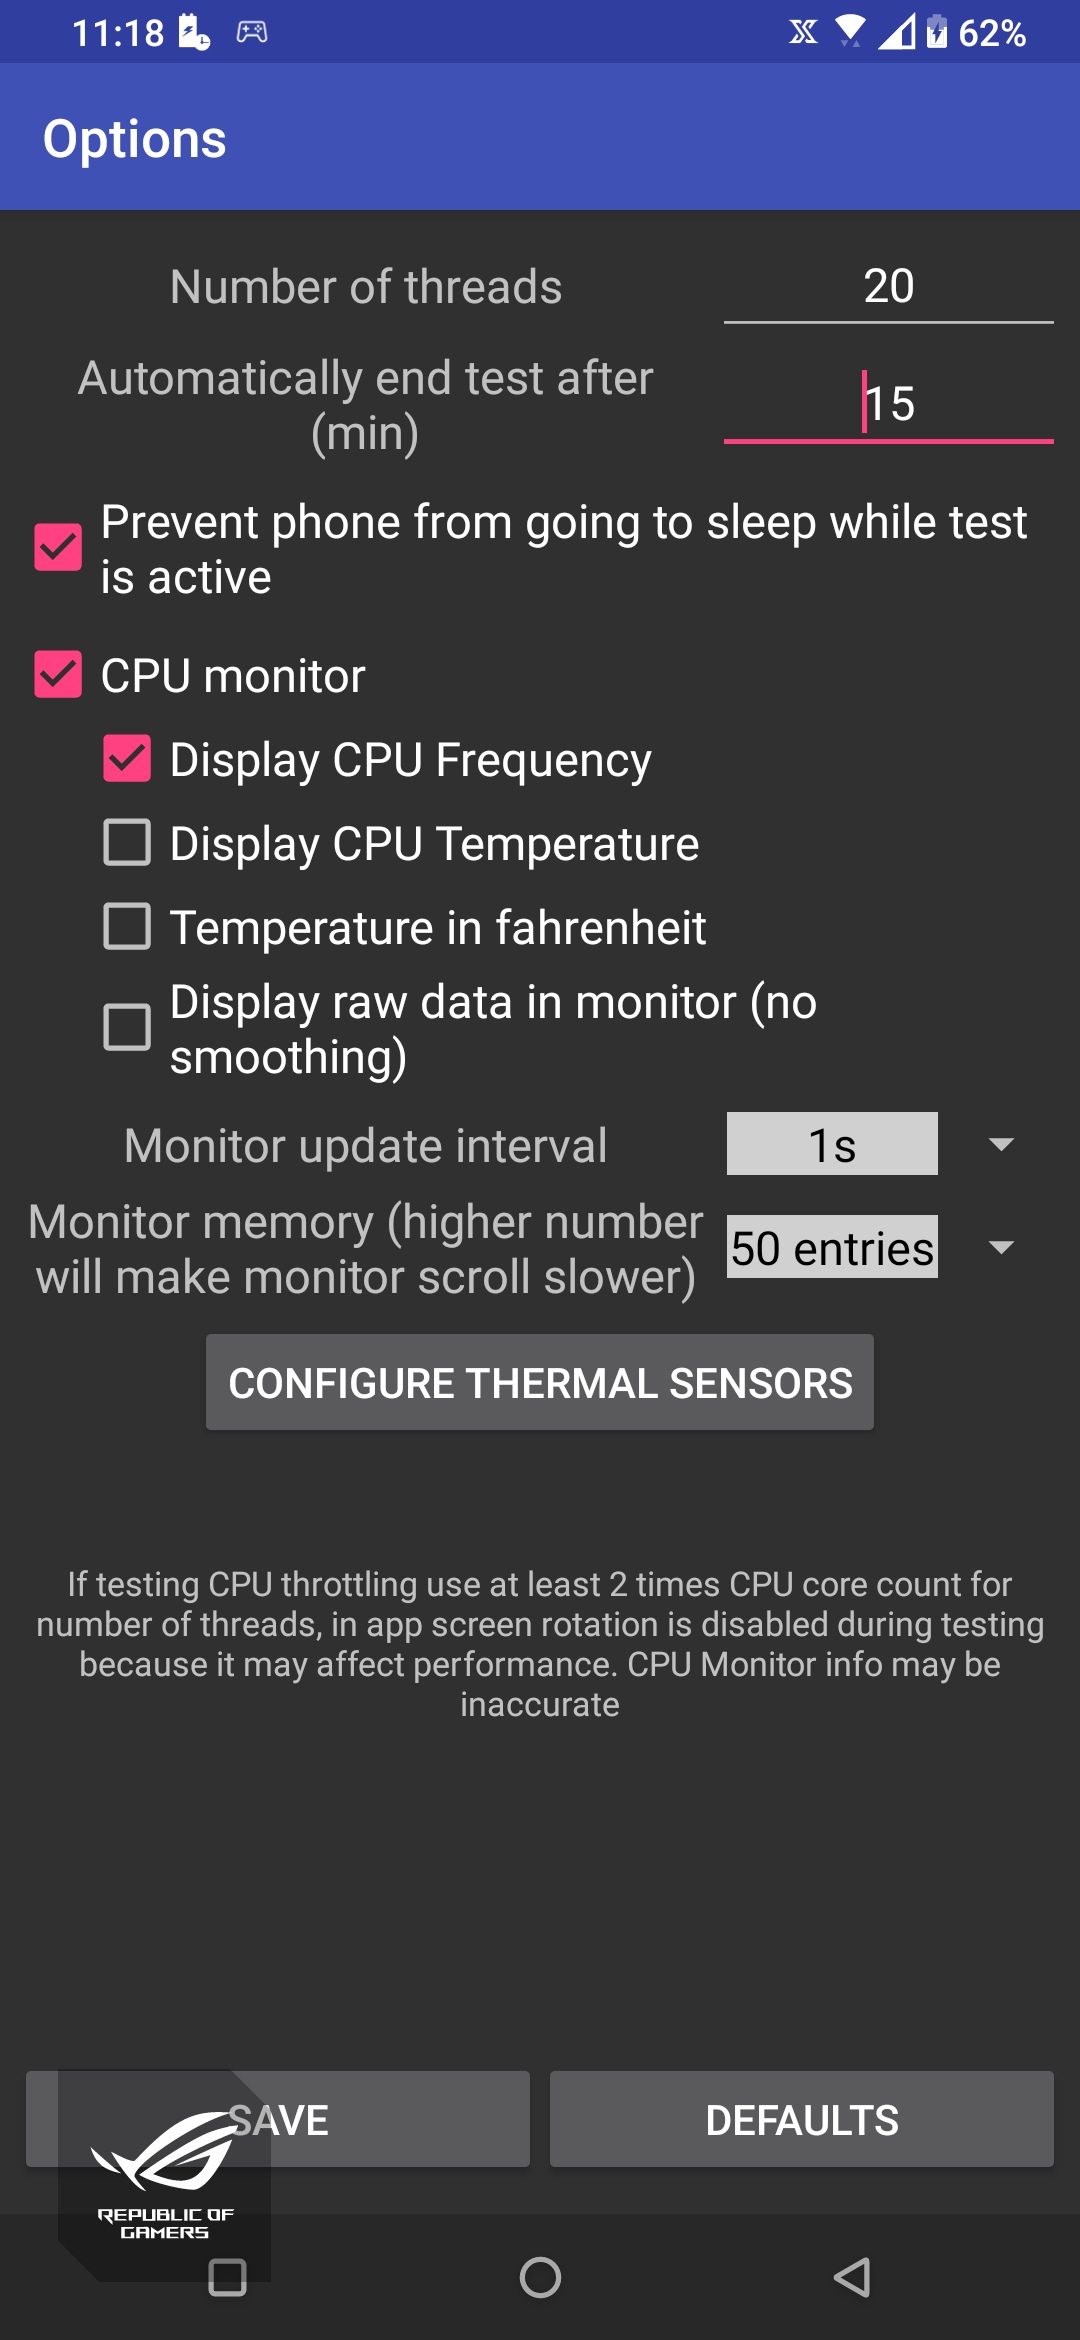 11:18 62%
Options
Number of threads 20
Automatically end test after
(min) 15
Prevent phone from going to sleep while test
is active
CPU monitor
Display CPU Frequency
Display CPU Temperature
Temperature in fahrenheit
Display raw data in monitor (no
smoothing)
Monitor update interval 1s
Monitor memory (higher number
will make monitor scroll slower) 50 entries
CONFIGURE THERMAL SENSORS
If testing CPU throttling use at least 2 times CPU core count for
number of threads, in app screen rotation is disabled during testing
because it may affect performance. CPU Monitor info may be
inaccurate
SAVE DEFAULTS
REPUBLIC OF
GAMERS